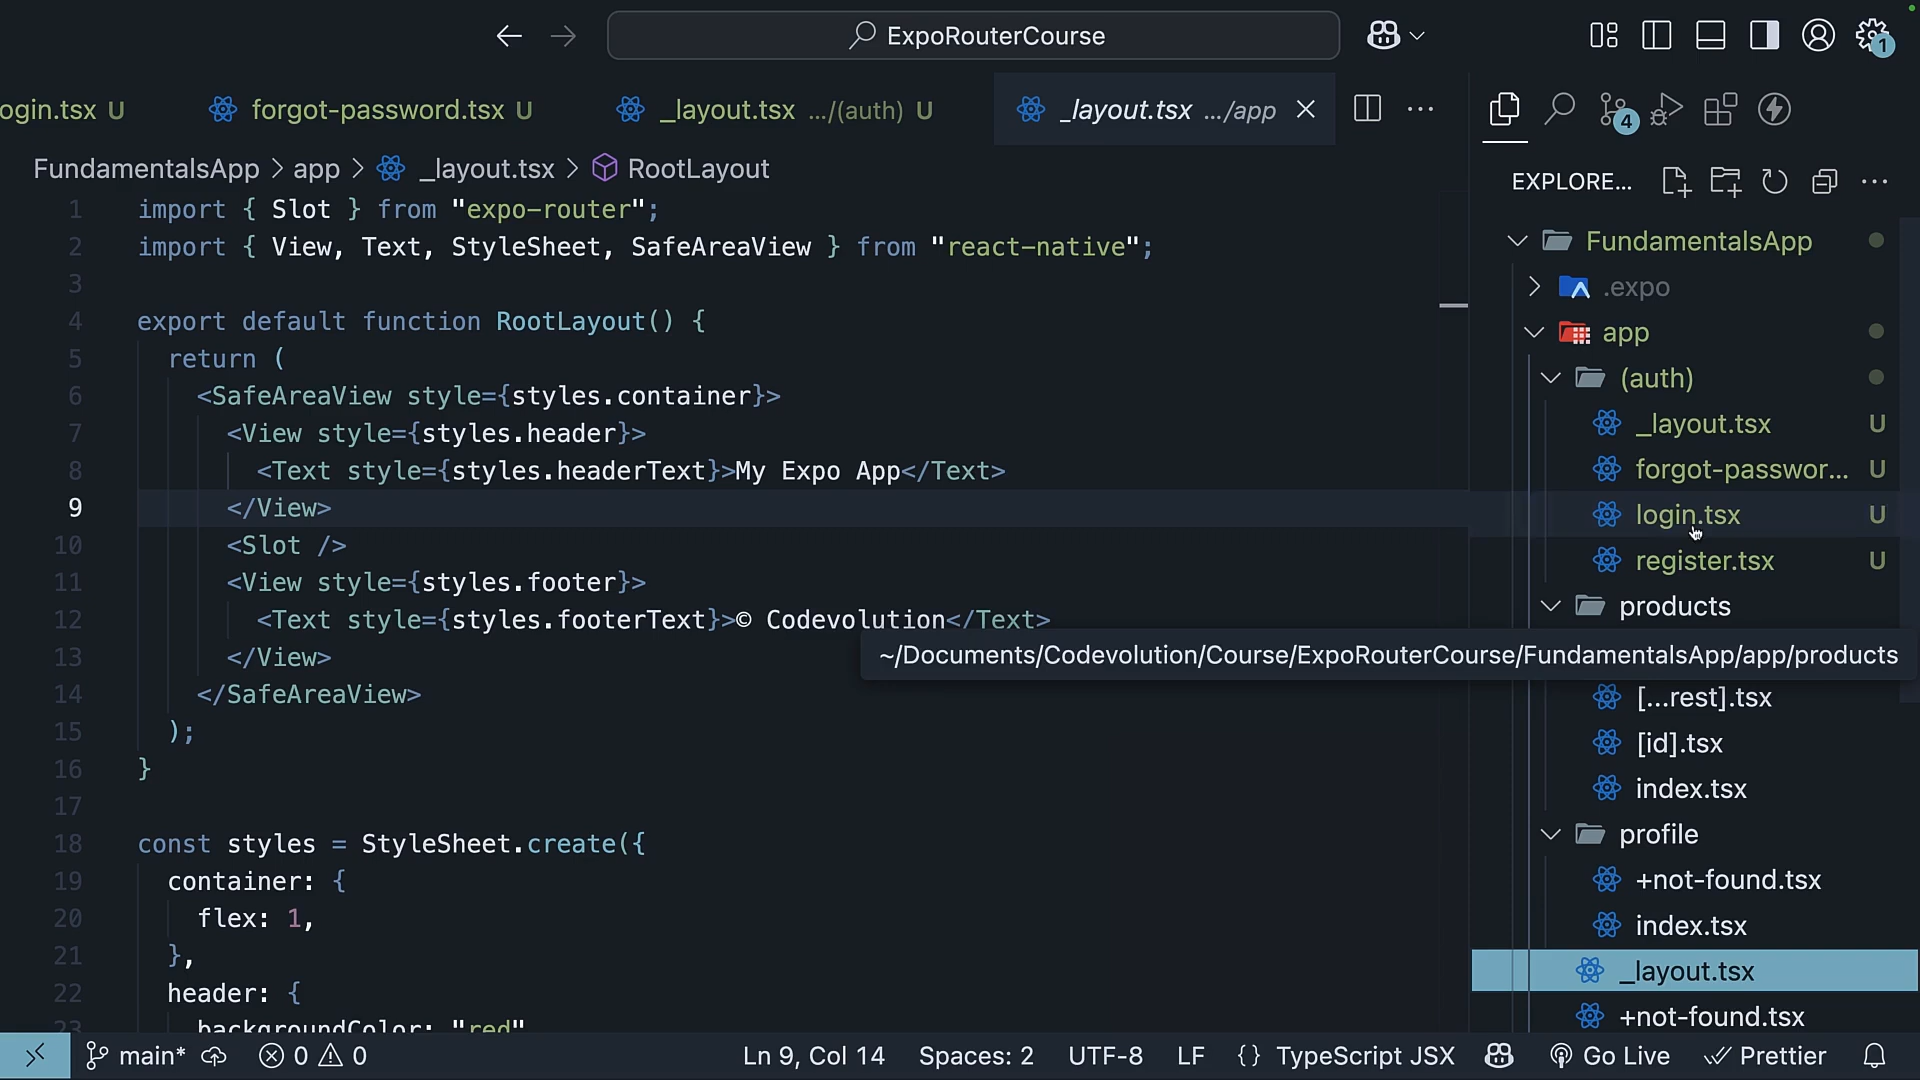 ExpoRouterCourse
1
ogin.tsx U
forgot-password.tsx U
_layout.tsx .../(auth) U
_layout.tsx .../app
4
FundamentalsApp > app > _layout.tsx > RootLayout
1 import { Slot } from "expo-router";
2 import { View, Text, StyleSheet, SafeAreaView } from "react-native";
3
4 export default function RootLayout() {
5 return (
6 <SafeAreaView style={styles.container}>
7 <View style={styles.header}>
8 <Text style={styles.headerText}>My Expo App</Text>
9 </View>
10 <Slot />
11 <View style={styles.footer}>
12 <Text style={styles.footerText}>© Codevolution</Text>
13 </View>
14 </SafeAreaView>
15 );
16 }
17
18 const styles = StyleSheet.create({
19 container: {
20 flex: 1,
21 },
22 header: {
23 backgroundColor: "red"
EXPLORE...
FundamentalsApp
.expo
app
(auth)
_layout.tsx U
forgot-passwor... U
login.tsx U
register.tsx U
products
~/Documents/Codevolution/Course/ExpoRouterCourse/FundamentalsApp/app/products
[...rest].tsx
[id].tsx
index.tsx
profile
+not-found.tsx
index.tsx
_layout.tsx
+not-found.tsx
main* 0 0 Ln 9, Col 14 Spaces: 2 UTF-8 LF {} TypeScript JSX Go Live Prettier